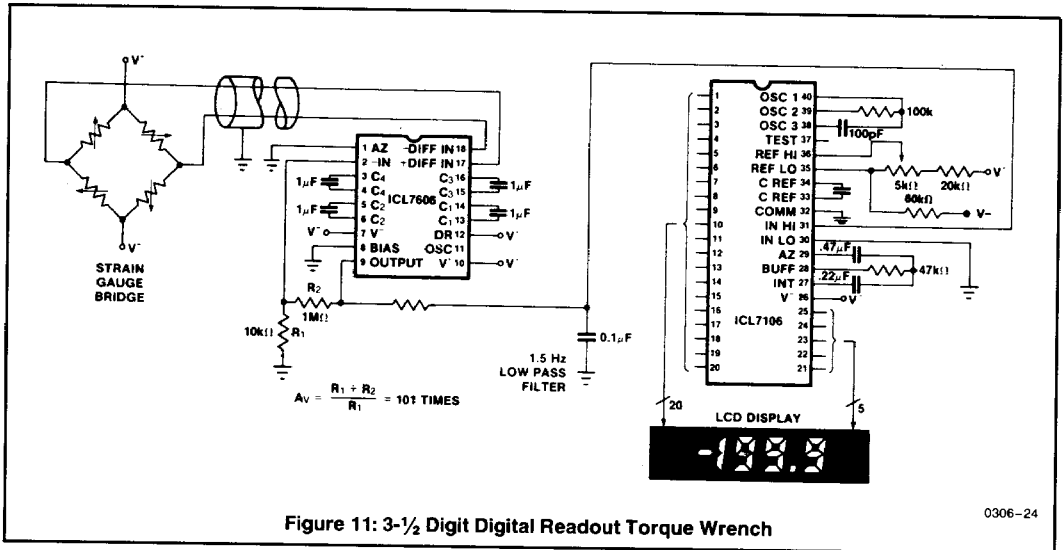 V-
V-
STRAIN
GAUGE
BRIDGE
1 AZ
2 -IN
3 C4
4 C4
5 C2
6 C2
7 V-
8 BIAS
9 OUTPUT
-DIFF IN 18
+DIFF IN 17
C3 16
C3 15
C1 14
C1 13
DR 12
OSC 11
V- 10
ICL7606
1μF
1μF
1μF
1μF
V-
V-
V-
R2
1MΩ
10kΩ
R1
AV = R1 + R2 / R1 = 101 TIMES
0.1μF
1.5 Hz
LOW PASS
FILTER
1
2
3
4
5
6
7
8
9
10
11
12
13
14
15
16
17
18
19
20
OSC 1 40
OSC 2 39
OSC 3 38
TEST 37
REF HI 36
REF LO 35
C REF 34
C REF 33
COMM 32
IN HI 31
IN LO 30
AZ 29
BUFF 28
INT 27
V- 26
25
24
23
22
21
ICL7106
100k
100pF
5kΩ
20kΩ
V-
60kΩ
V-
.47μF
47kΩ
.22μF
V-
20
5
LCD DISPLAY
-199.9
Figure 11: 3-½ Digit Digital Readout Torque Wrench
0306-24